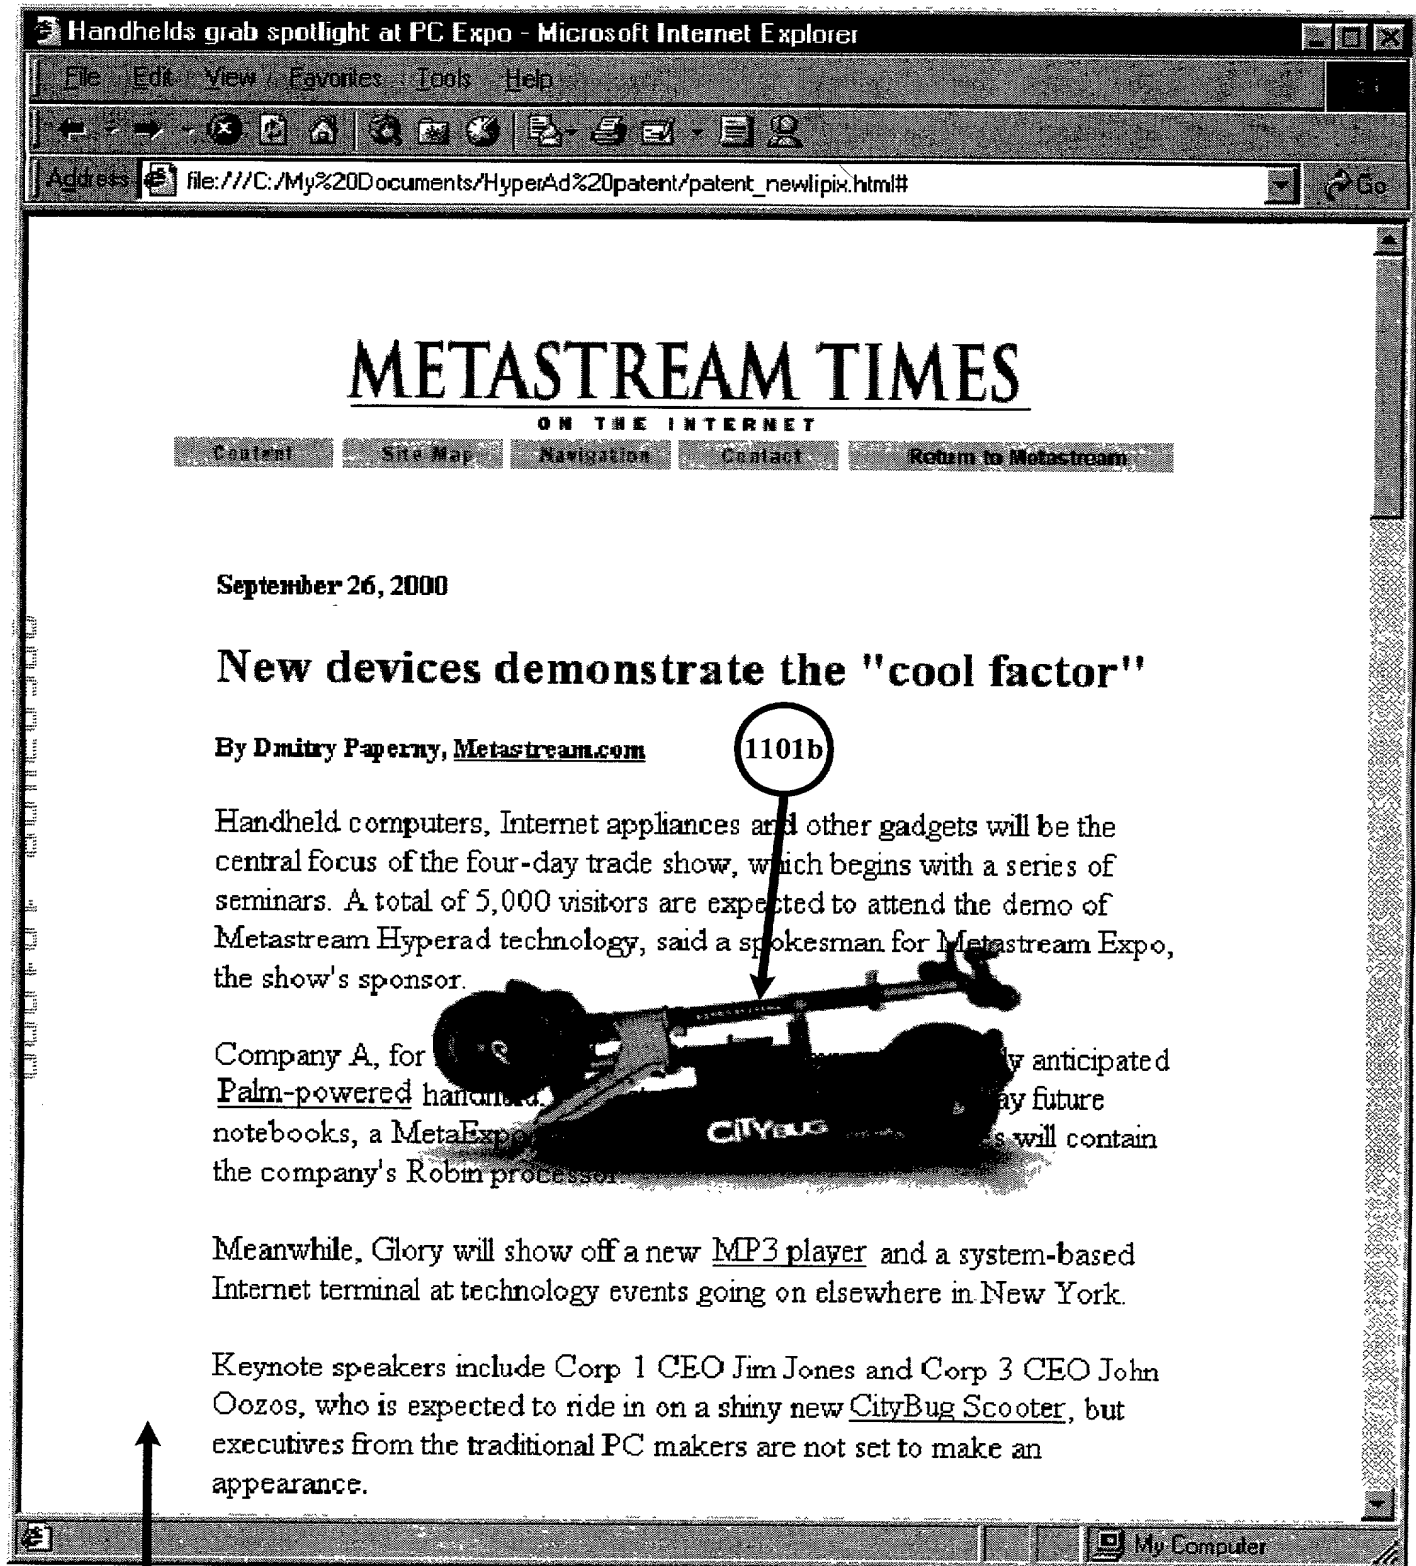 Handhelds grab spotlight at PC Expo - Microsoft Internet Explorer
File Edit View Favorites Tools Help
Address file:///C:/My%20Documents/HyperAd%20patent/patent_newlipix.html# Go
METASTREAM TIMES
ON THE INTERNET
Content Site Map Navigation Contact Return to Metastream
September 26, 2000
New devices demonstrate the "cool factor"
By Dmitry Paperny, Metastream.com
1101b
Handheld computers, Internet appliances and other gadgets will be the
central focus of the four-day trade show, which begins with a series of
seminars. A total of 5,000 visitors are expected to attend the demo of
Metastream Hyperad technology, said a spokesman for Metastream Expo,
the show's sponsor.
Company A, for anticipated
Palm-powered future
notebooks, a MetaExpo will contain
CITYBUG
the company's Robin processor.
Meanwhile, Glory will show off a new MP3 player and a system-based
Internet terminal at technology events going on elsewhere in New York.
Keynote speakers include Corp 1 CEO Jim Jones and Corp 3 CEO John
Oozos, who is expected to ride in on a shiny new CityBug Scooter, but
executives from the traditional PC makers are not set to make an
appearance.
My Computer